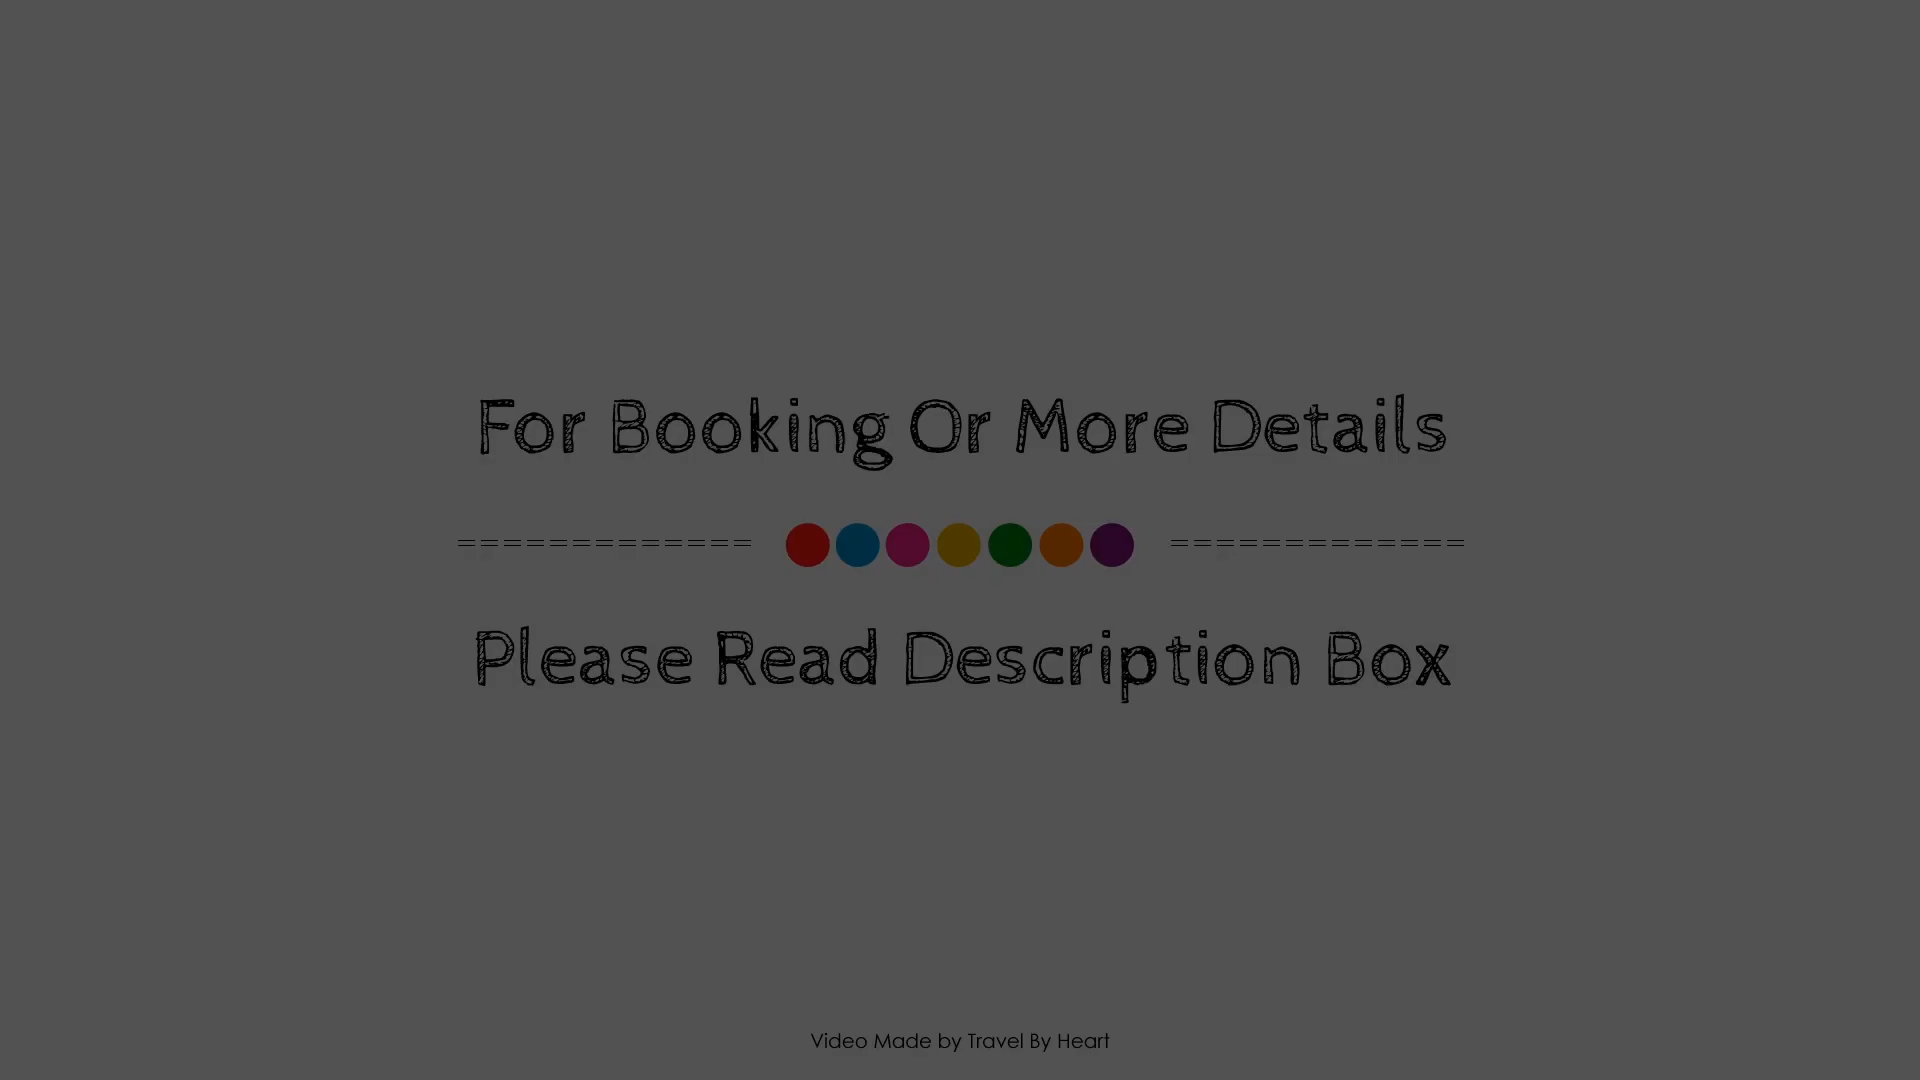 For Booking Or More Details
============= =============
Please Read Description Box
Video Made by Travel By Heart